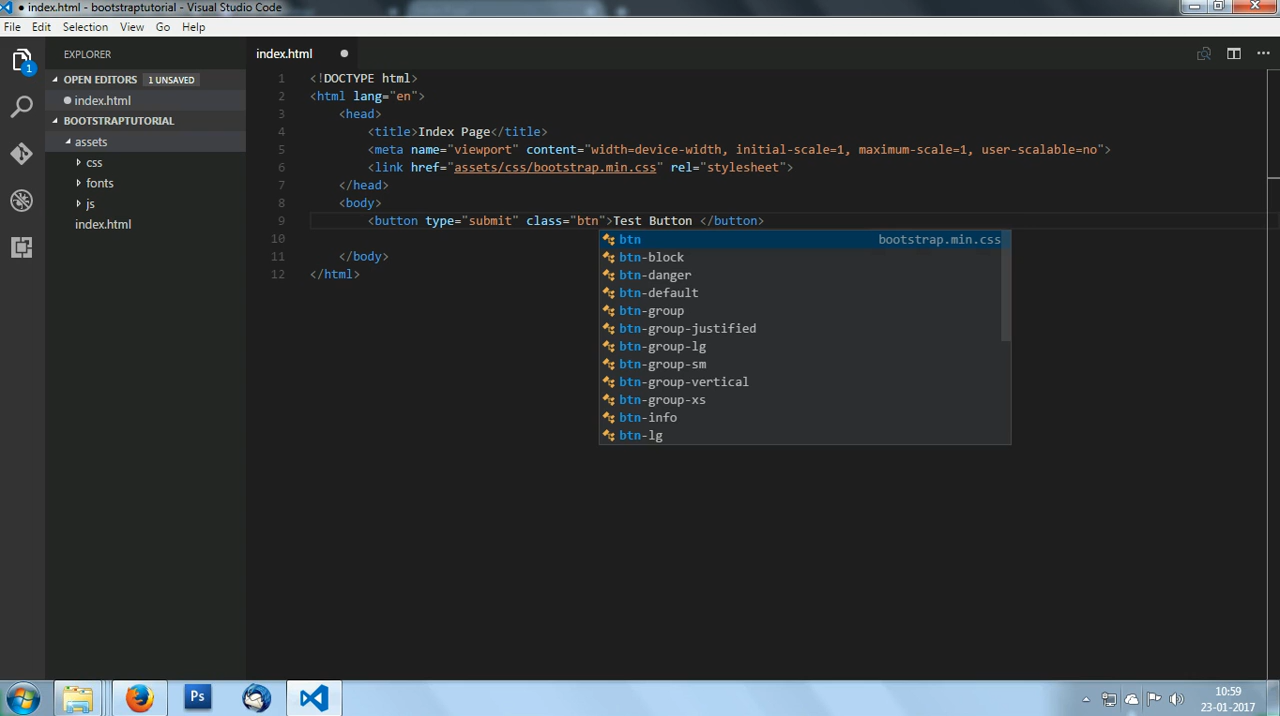 index.html - bootstraptutorial - Visual Studio Code
File Edit Selection View Go Help
EXPLORER
OPEN EDITORS 1 UNSAVED
index.html
BOOTSTRAPTUTORIAL
assets
css
fonts
js
index.html
1
index.html
1 <!DOCTYPE html>
2 <html lang="en">
3 <head>
4 <title>Index Page</title>
5 <meta name="viewport" content="width=device-width, initial-scale=1, maximum-scale=1, user-scalable=no">
6 <link href="assets/css/bootstrap.min.css" rel="stylesheet">
7 </head>
8 <body>
9 <button type="submit" class="btn">Test Button </button>
10
11 </body>
12 </html>
btn bootstrap.min.css
btn-block
btn-danger
btn-default
btn-group
btn-group-justified
btn-group-lg
btn-group-sm
btn-group-vertical
btn-group-xs
btn-info
btn-lg
Ps
10:59
23-01-2017